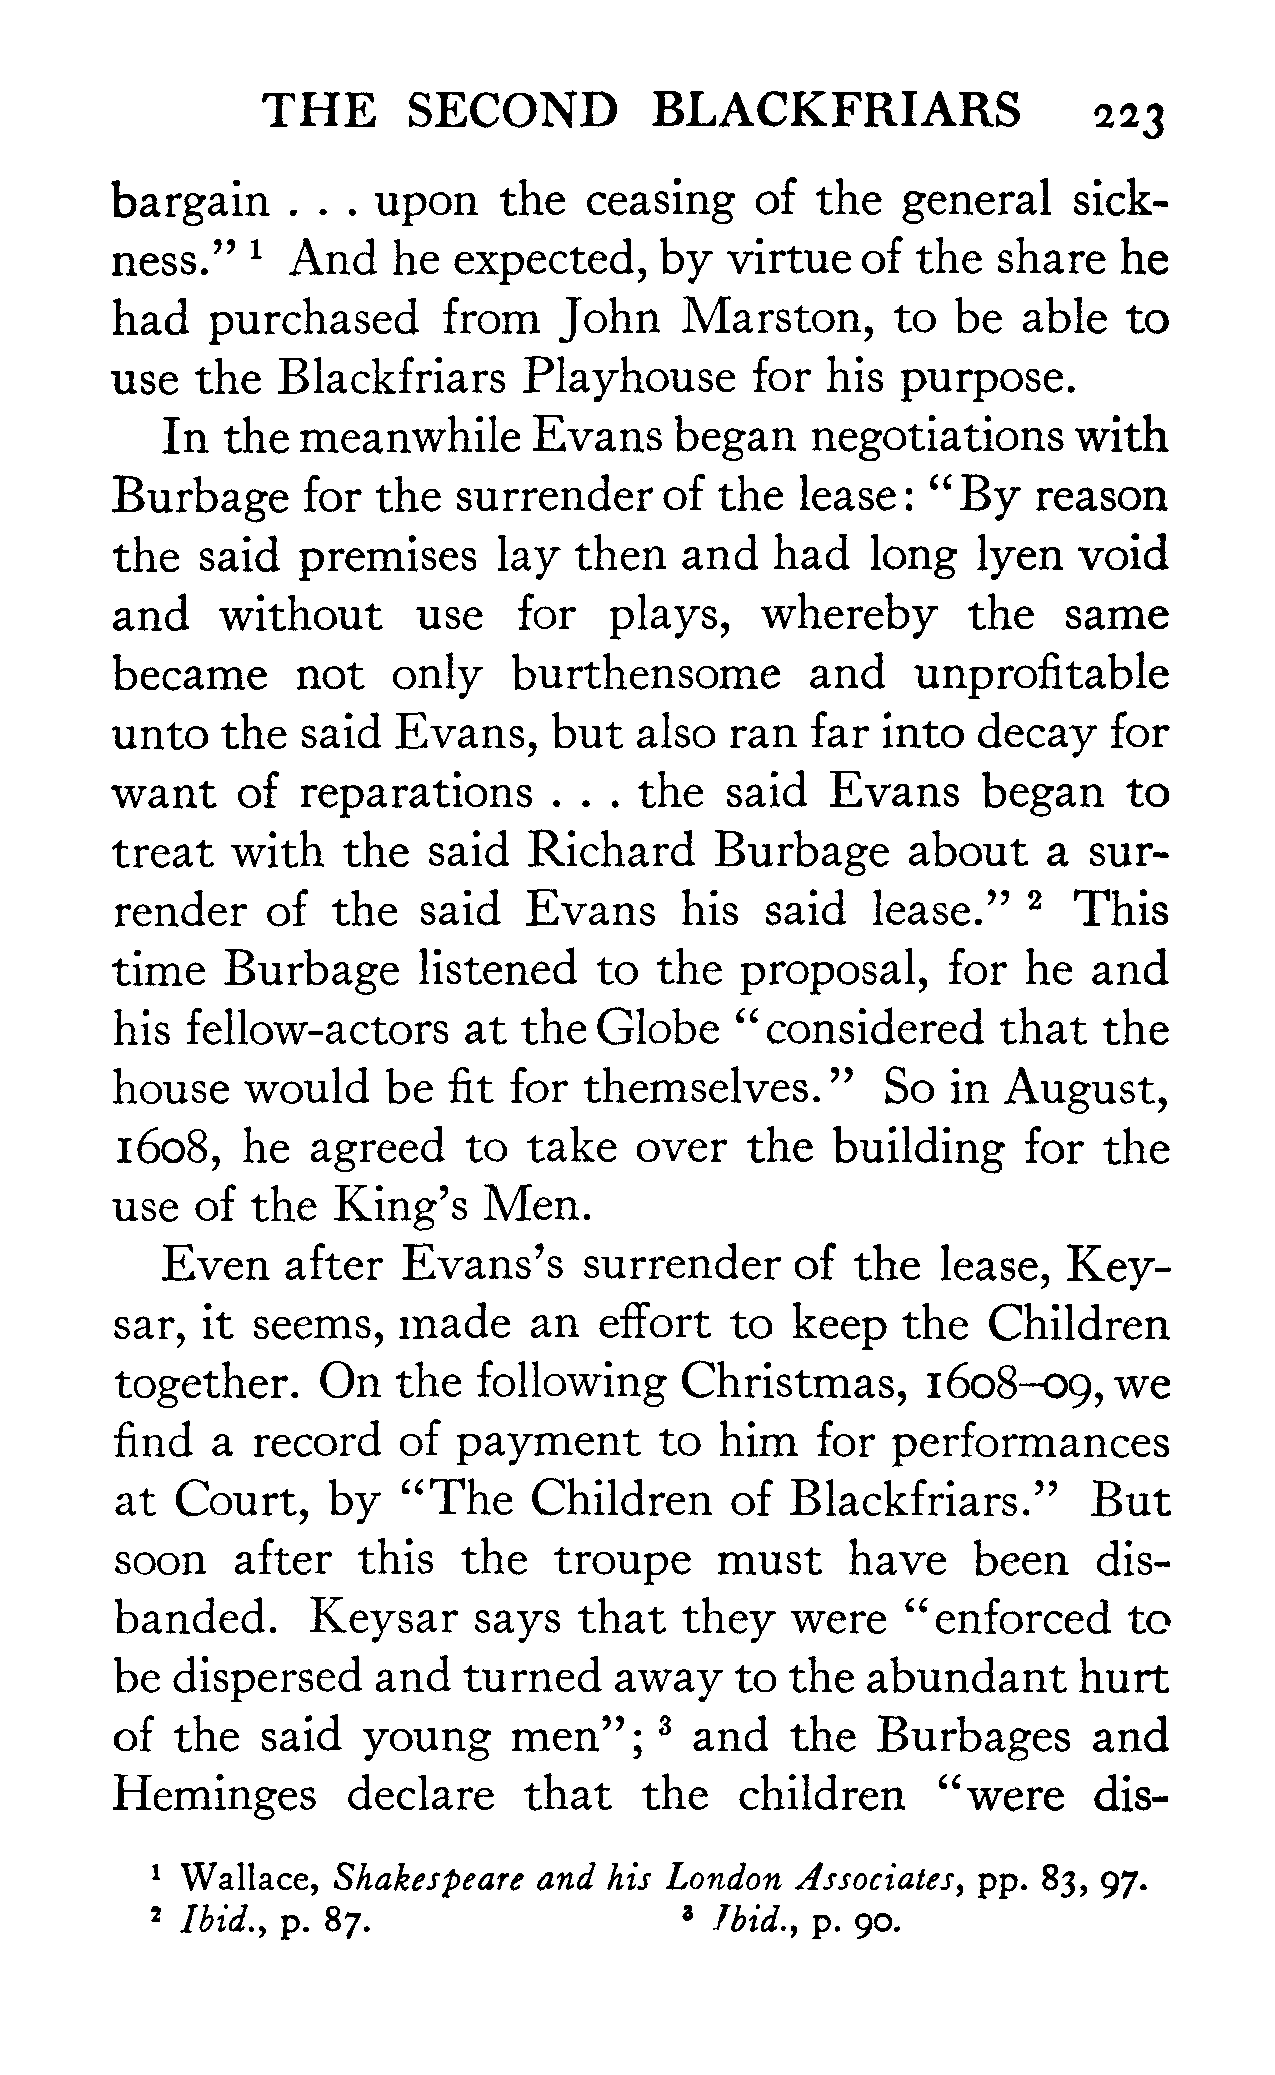 THE SECOND BLACKFRIARS 223
bargain . . . upon the ceasing of the general sick-
ness.” ¹ And he expected, by virtue of the share he
had purchased from John Marston, to be able to
use the Blackfriars Playhouse for his purpose.
In the meanwhile Evans began negotiations with
Burbage for the surrender of the lease: “By reason
the said premises lay then and had long lyen void
and without use for plays, whereby the same
became not only burthensome and unprofitable
unto the said Evans, but also ran far into decay for
want of reparations . . . the said Evans began to
treat with the said Richard Burbage about a sur-
render of the said Evans his said lease.” ² This
time Burbage listened to the proposal, for he and
his fellow-actors at the Globe “considered that the
house would be fit for themselves.” So in August,
1608, he agreed to take over the building for the
use of the King’s Men.
Even after Evans’s surrender of the lease, Key-
sar, it seems, made an effort to keep the Children
together. On the following Christmas, 1608–09, we
find a record of payment to him for performances
at Court, by “The Children of Blackfriars.” But
soon after this the troupe must have been dis-
banded. Keysar says that they were “enforced to
be dispersed and turned away to the abundant hurt
of the said young men”; ³ and the Burbages and
Heminges declare that the children “were dis-
¹ Wallace, Shakespeare and his London Associates, pp. 83, 97.
² Ibid., p. 87. ³ Ibid., p. 90.